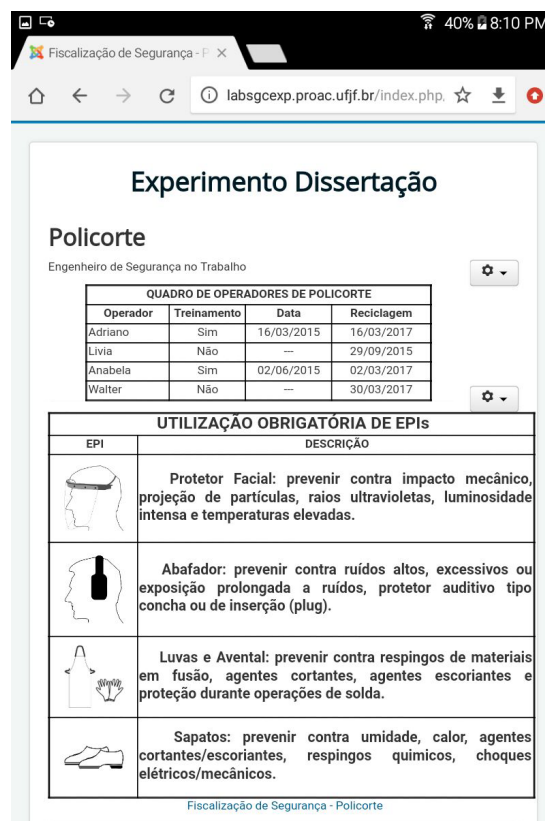 40% 8:10 PM
Fiscalização de Segurança - P
labsgcexp.proac.ufjf.br/index.php.
Experimento Dissertação
Policorte
Engenheiro de Segurança no Trabalho
QUADRO DE OPERADORES DE POLICORTE
Operador Treinamento Data Reciclagem
Adriano Sim 16/03/2015 16/03/2017
Livia Não --- 29/09/2015
Anabela Sim 02/06/2015 02/03/2017
Walter Não --- 30/03/2017
UTILIZAÇÃO OBRIGATÓRIA DE EPIs
EPI DESCRIÇÃO
Protetor Facial: prevenir contra impacto mecânico,
projeção de partículas, raios ultravioletas, luminosidade
intensa e temperaturas elevadas.
Abafador: prevenir contra ruídos altos, excessivos ou
exposição prolongada a ruídos, protetor auditivo tipo
concha ou de inserção (plug).
Luvas e Avental: prevenir contra respingos de materiais
em fusão, agentes cortantes, agentes escoriantes e
proteção durante operações de solda.
Sapatos: prevenir contra umidade, calor, agentes
cortantes/escoriantes, respingos quimicos, choques
elétricos/mecânicos.
Fiscalização de Segurança - Policorte